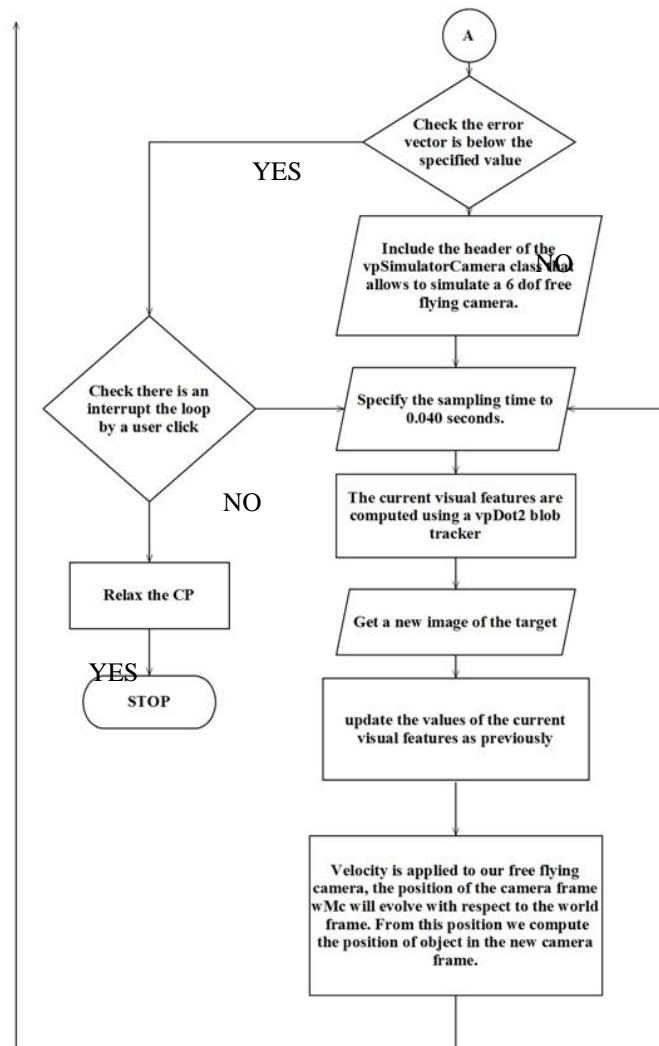 A
Check the error
vector is below the
specified value
YES
Include the header of the
vpSimulatorCamera class that
NO
allows to simulate a 6 dof free
flying camera.
Check there is an
interrupt the loop
by a user click
Specify the sampling time to
0.040 seconds.
NO
The current visual features are
computed using a vpDot2 blob
tracker
Relax the CP
Get a new image of the target
YES
STOP
update the values of the current
visual features as previously
Velocity is applied to our free flying
camera, the position of the camera frame
wMc will evolve with respect to the world
frame. From this position we compute
the position of object in the new camera
frame.